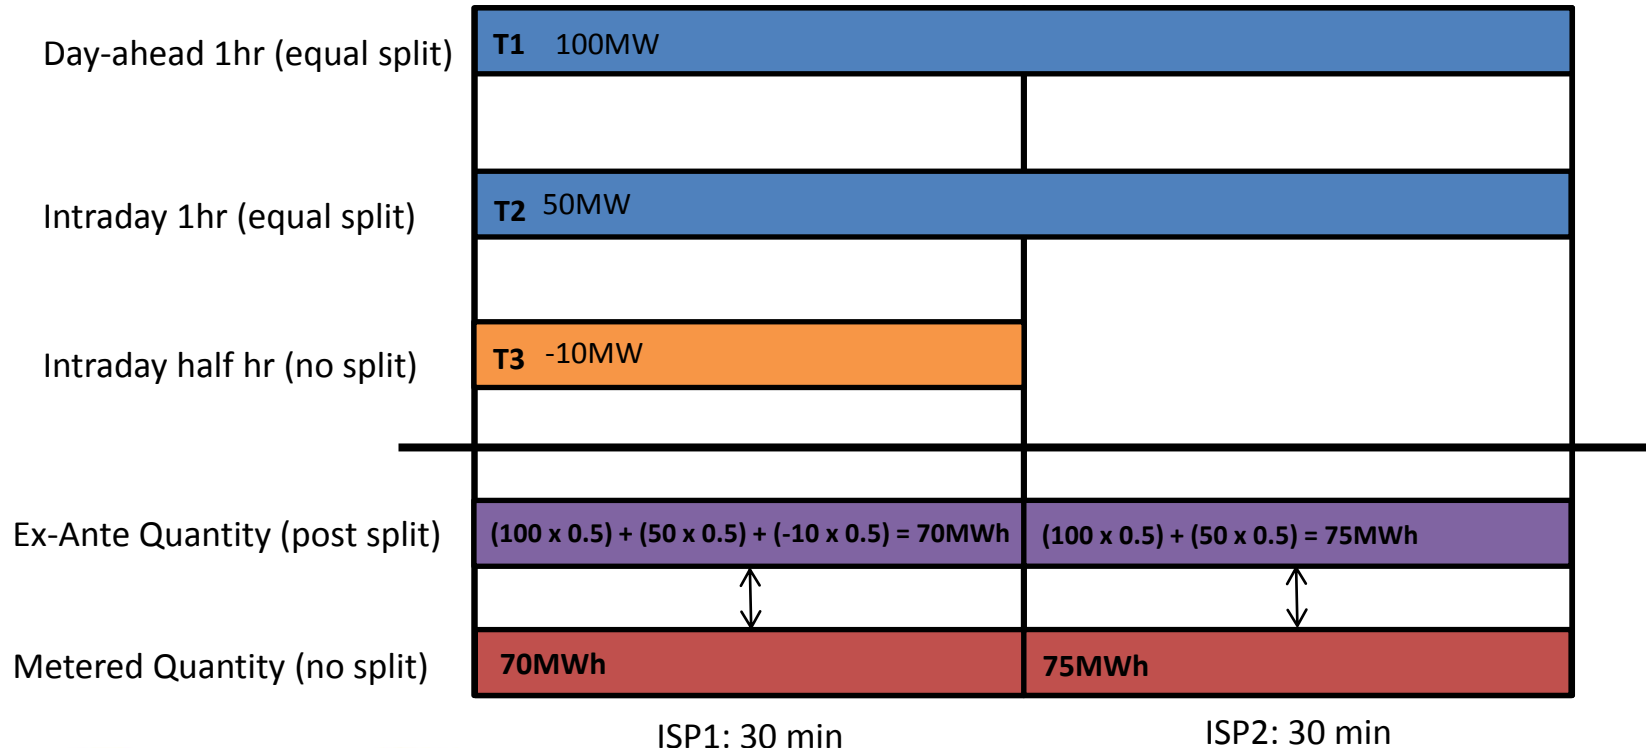 Day-ahead 1hr (equal split)
T1 100MW
Intraday 1hr (equal split)
T2 50MW
Intraday half hr (no split)
T3 -10MW
Ex-Ante Quantity (post split)
(100 x 0.5) + (50 x 0.5) + (-10 x 0.5) = 70MWh
(100 x 0.5) + (50 x 0.5) = 75MWh
Metered Quantity (no split)
70MWh
75MWh
ISP1: 30 min
ISP2: 30 min